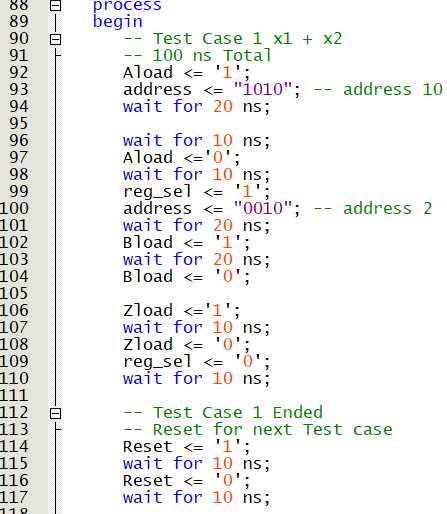 88 process
89 begin
90 -- Test Case 1 x1 + x2
91 -- 100 ns Total
92 Aload <= '1';
93 address <= "1010"; -- address 10
94 wait for 20 ns;
95
96 wait for 10 ns;
97 Aload <='0';
98 wait for 10 ns;
99 reg_sel <= '1';
100 address <= "0010"; -- address 2
101 wait for 20 ns;
102 Bload <= '1';
103 wait for 20 ns;
104 Bload <= '0';
105
106 Zload <='1';
107 wait for 10 ns;
108 Zload <= '0';
109 reg_sel <= '0';
110 wait for 10 ns;
111
112 -- Test Case 1 Ended
113 -- Reset for next Test case
114 Reset <= '1';
115 wait for 10 ns;
116 Reset <= '0';
117 wait for 10 ns;
118